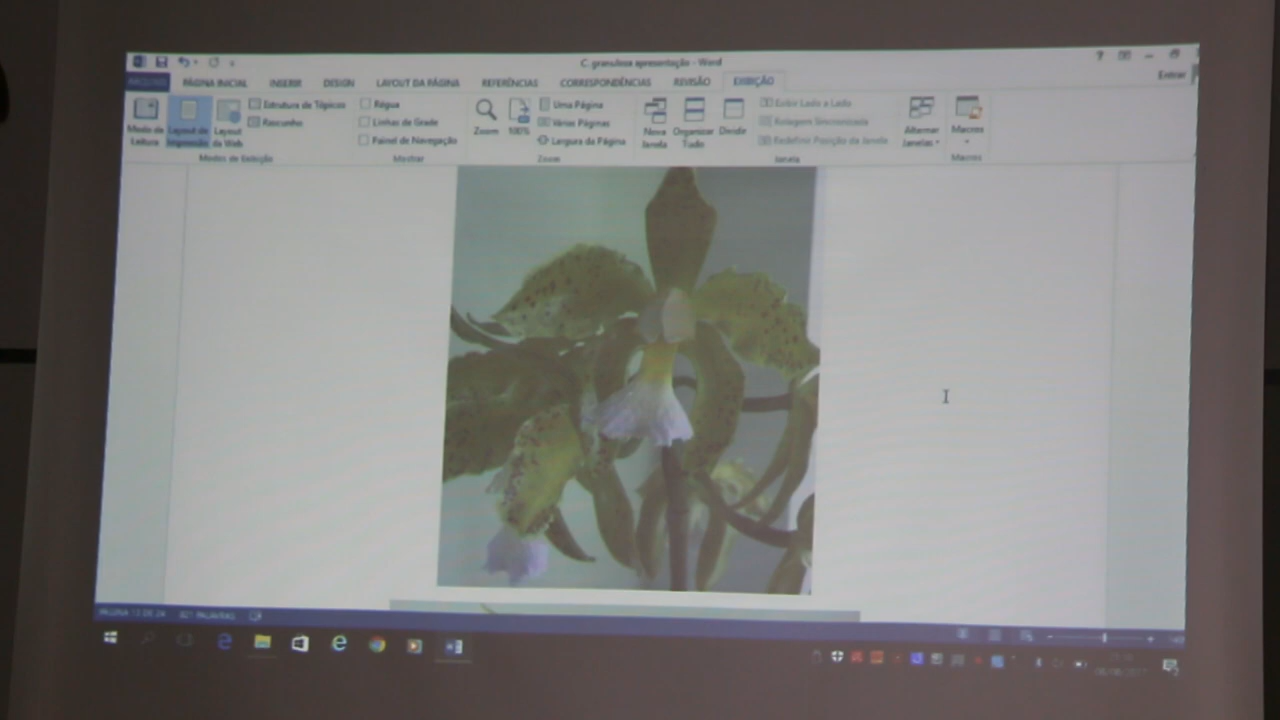 C. granulosa apresentação - Word
?
Entrar
ARQUIVO PÁGINA INICIAL INSERIR DESIGN LAYOUT DA PÁGINA REFERÊNCIAS CORRESPONDÊNCIAS REVISÃO EXIBIÇÃO
Modo de Leitura
Layout de Impressão
Layout da Web
Estrutura de Tópicos
Rascunho
Modos de Exibição
Régua
Linhas de Grade
Painel de Navegação
Mostrar
Zoom
100%
Uma Página
Várias Páginas
Largura da Página
Zoom
Nova Janela
Organizar Tudo
Dividir
Exibir Lado a Lado
Rolagem Sincronizada
Redefinir Posição da Janela
Janela
Alternar Janelas
Macros
Macros
PALAVRAS